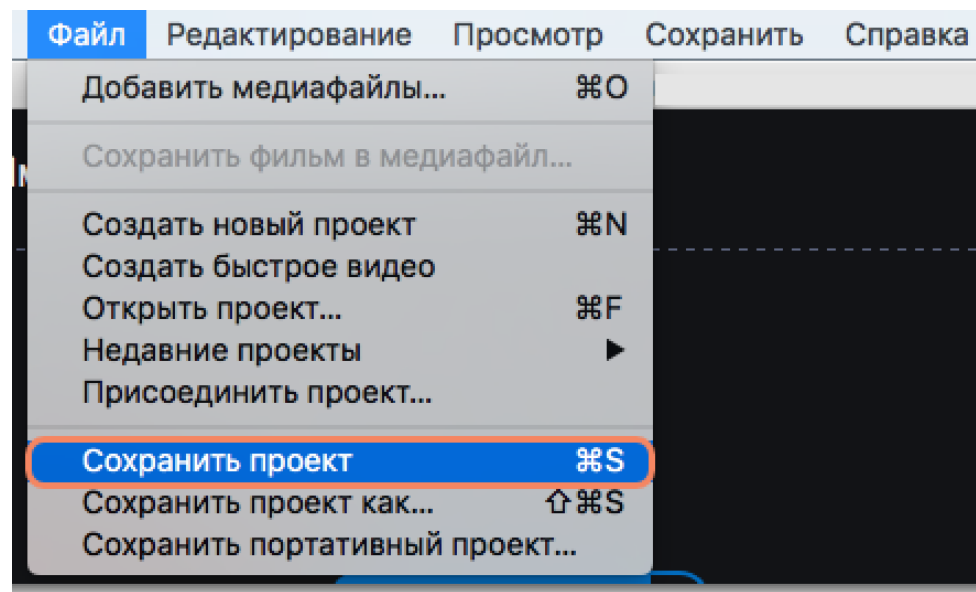 Файл Редактирование Просмотр Сохранить Справка
Добавить медиафайлы... ⌘O
Сохранить фильм в медиафайл...
Создать новый проект ⌘N
Создать быстрое видео
Открыть проект... ⌘F
Недавние проекты ▶
Присоединить проект...
Сохранить проект ⌘S
Сохранить проект как... ⇧⌘S
Сохранить портативный проект...